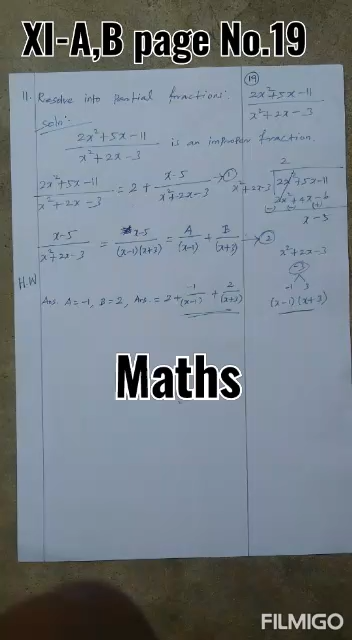 XI-A,B page No.19
11. Resolve into Partial fractions:
(19) 2x²+5x-11 / x²+2x-3
Soln:-
2x²+5x-11 / x²+2x-3 is an improper fraction.
2x²+5x-11 / x²+2x-3 = 2 + x-5 / x²+2x-3 → ①
2
x²+2x-3 2x²+5x-11
2x²+4x-6
(-) (-) (+)
x-5
x-5 / x²+2x-3 = x-5 / (x-1)(x+3) = A / (x-1) + B / (x+3) → ②
x²+2x-3
-3
-1 3
(x-1)(x+3)
H.W
Ans. A=-1, B=2, Ans. = 2 + -1 / (x-1) + 2 / (x+3)
Maths
FILMIGO